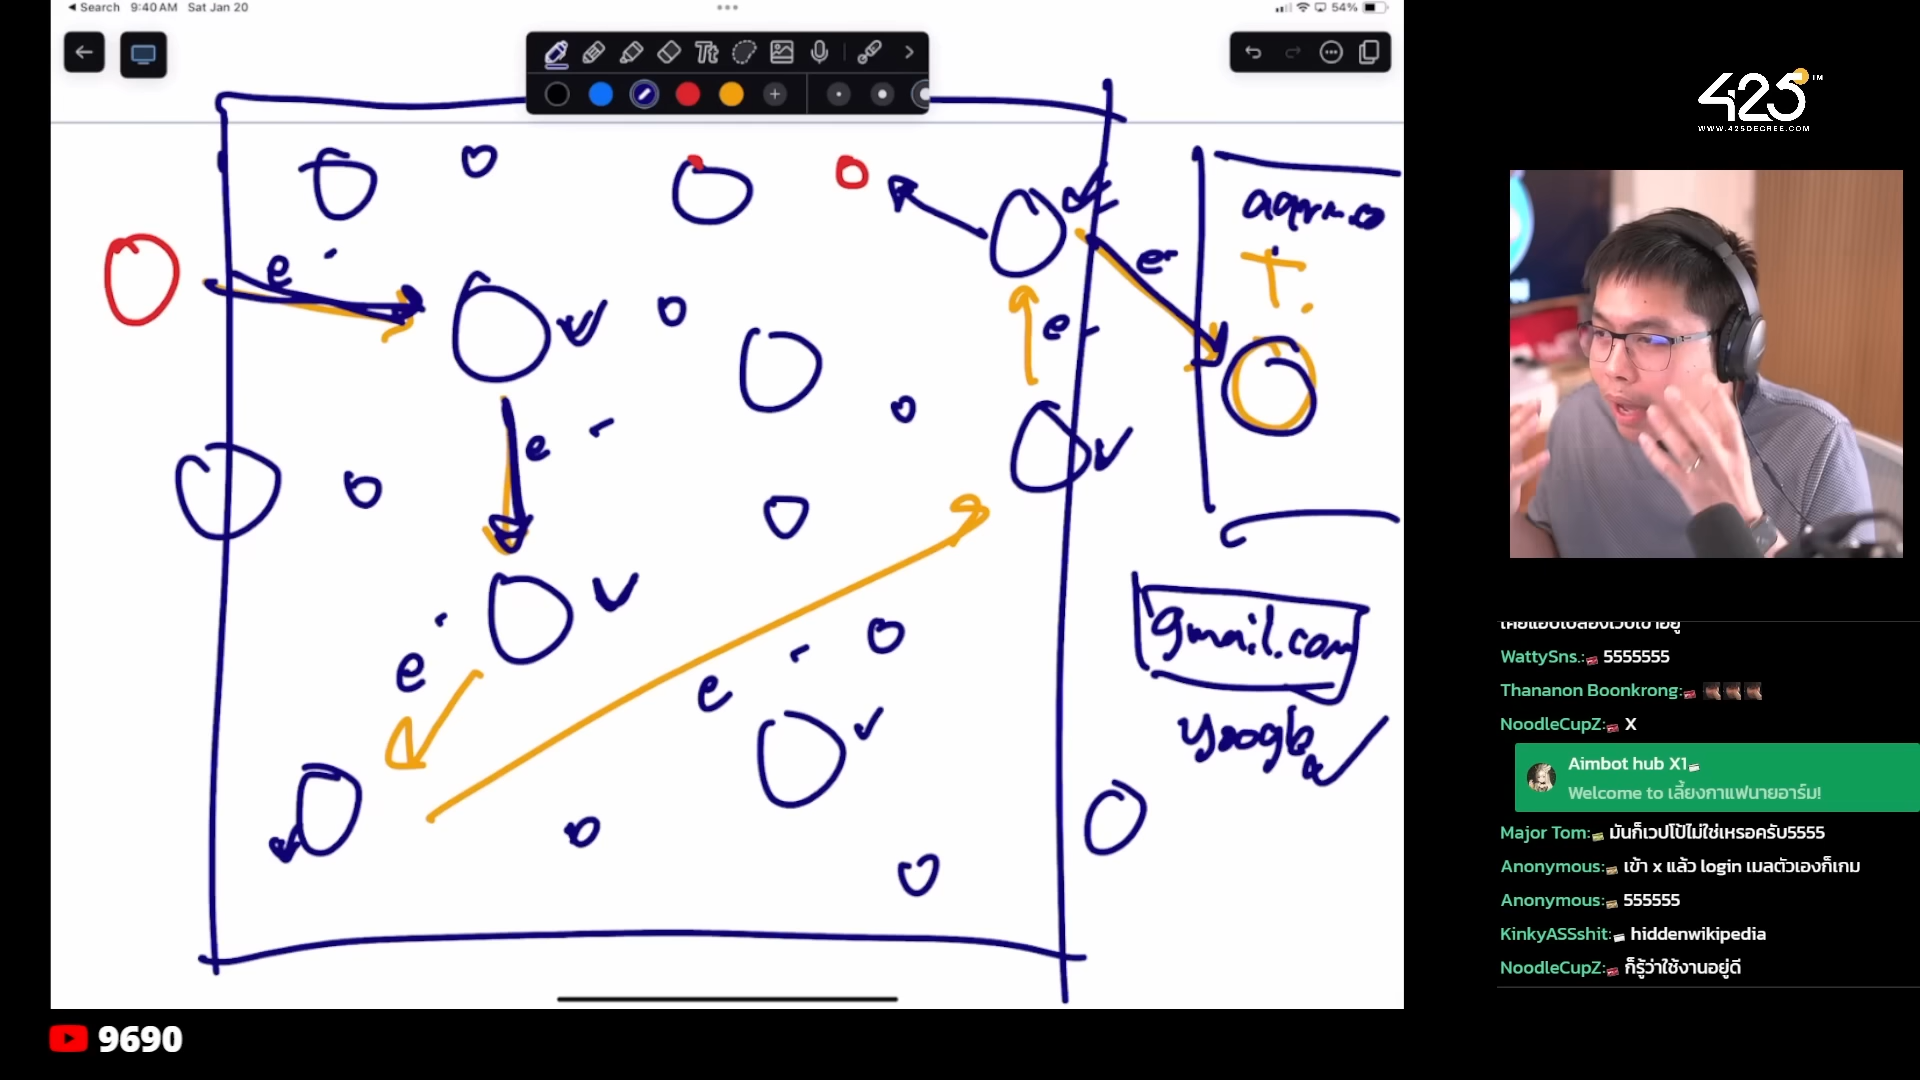 Search 9:40 AM Sat Jan 20
54%
Tt
425 TM
WWW.425DEGREE.COM
e
e-
T.
e-
e-
e-
e-
gmail.com
WattySns.: 5555555
Thananon Boonkrong:
NoodleCupZ: X
Aimbot hub X1
Welcome to เลี้ยงกาแฟนายอาร์ม!
Major Tom: มันก็เวปโป้ไม่ใช่เหรอครับ5555
Anonymous: เข้า x แล้ว login เมลตัวเองก็เกม
Anonymous: 555555
KinkyASSshit: hiddenwikipedia
NoodleCupZ: ก็รู้ว่าใช้งานอยู่ดี
9690